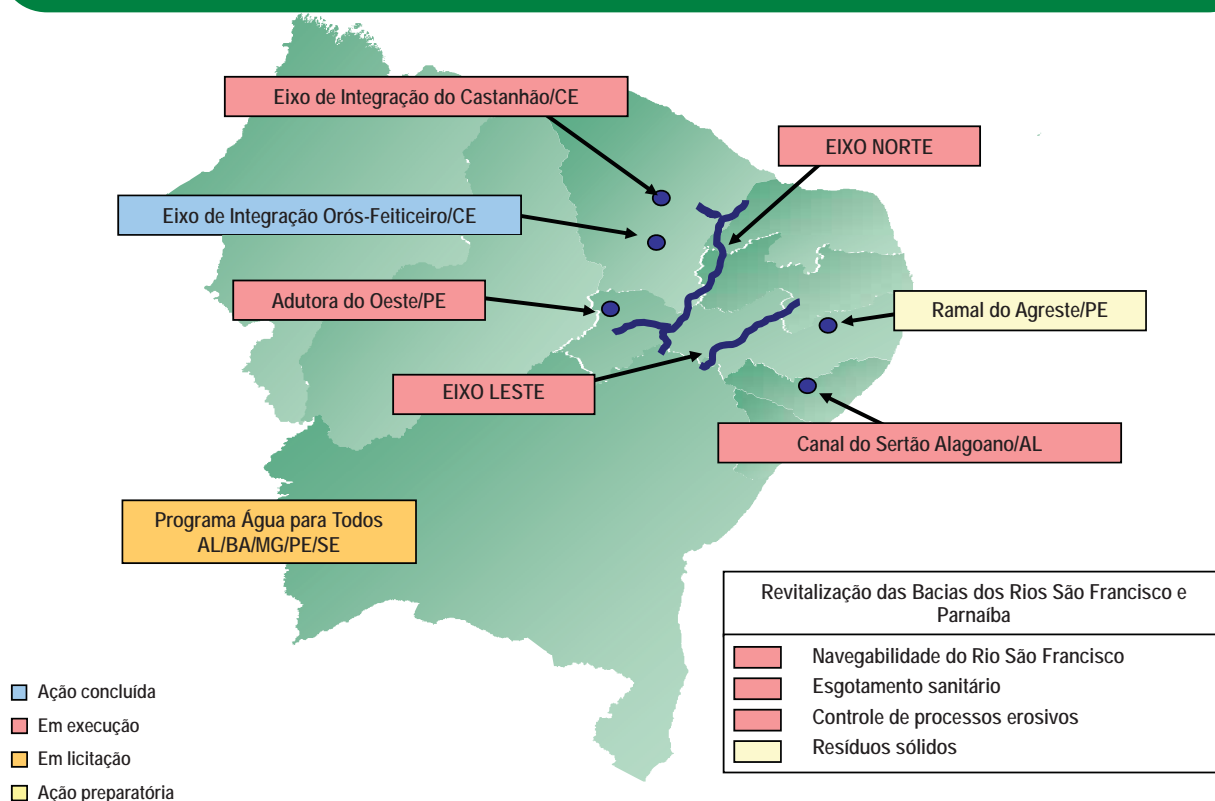 Eixo de Integração do Castanhão/CE
EIXO NORTE
Eixo de Integração Orós-Feiticeiro/CE
Adutora do Oeste/PE
Ramal do Agreste/PE
EIXO LESTE
Canal do Sertão Alagoano/AL
Programa Água para Todos
AL/BA/MG/PE/SE
Revitalização das Bacias dos Rios São Francisco e
Parnaíba
Navegabilidade do Rio São Francisco
Esgotamento sanitário
Controle de processos erosivos
Resíduos sólidos
Ação concluída
Em execução
Em licitação
Ação preparatória